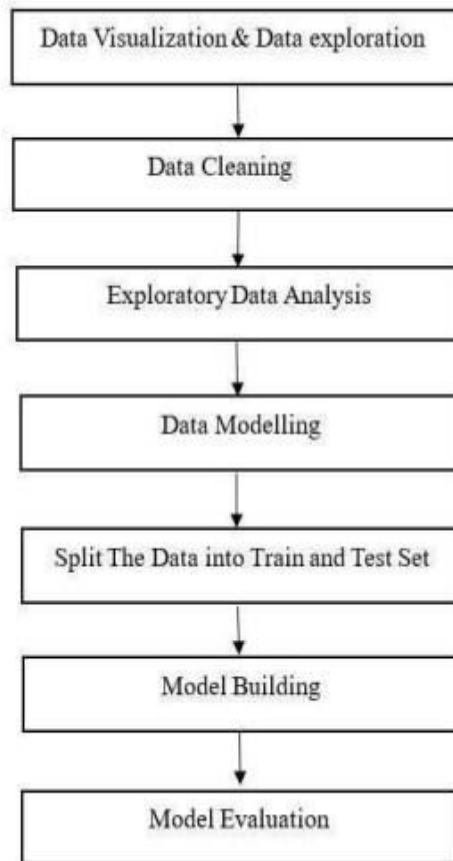 Data Visualization & Data exploration
Data Cleaning
Exploratory Data Analysis
Data Modelling
Split The Data into Train and Test Set
Model Building
Model Evaluation